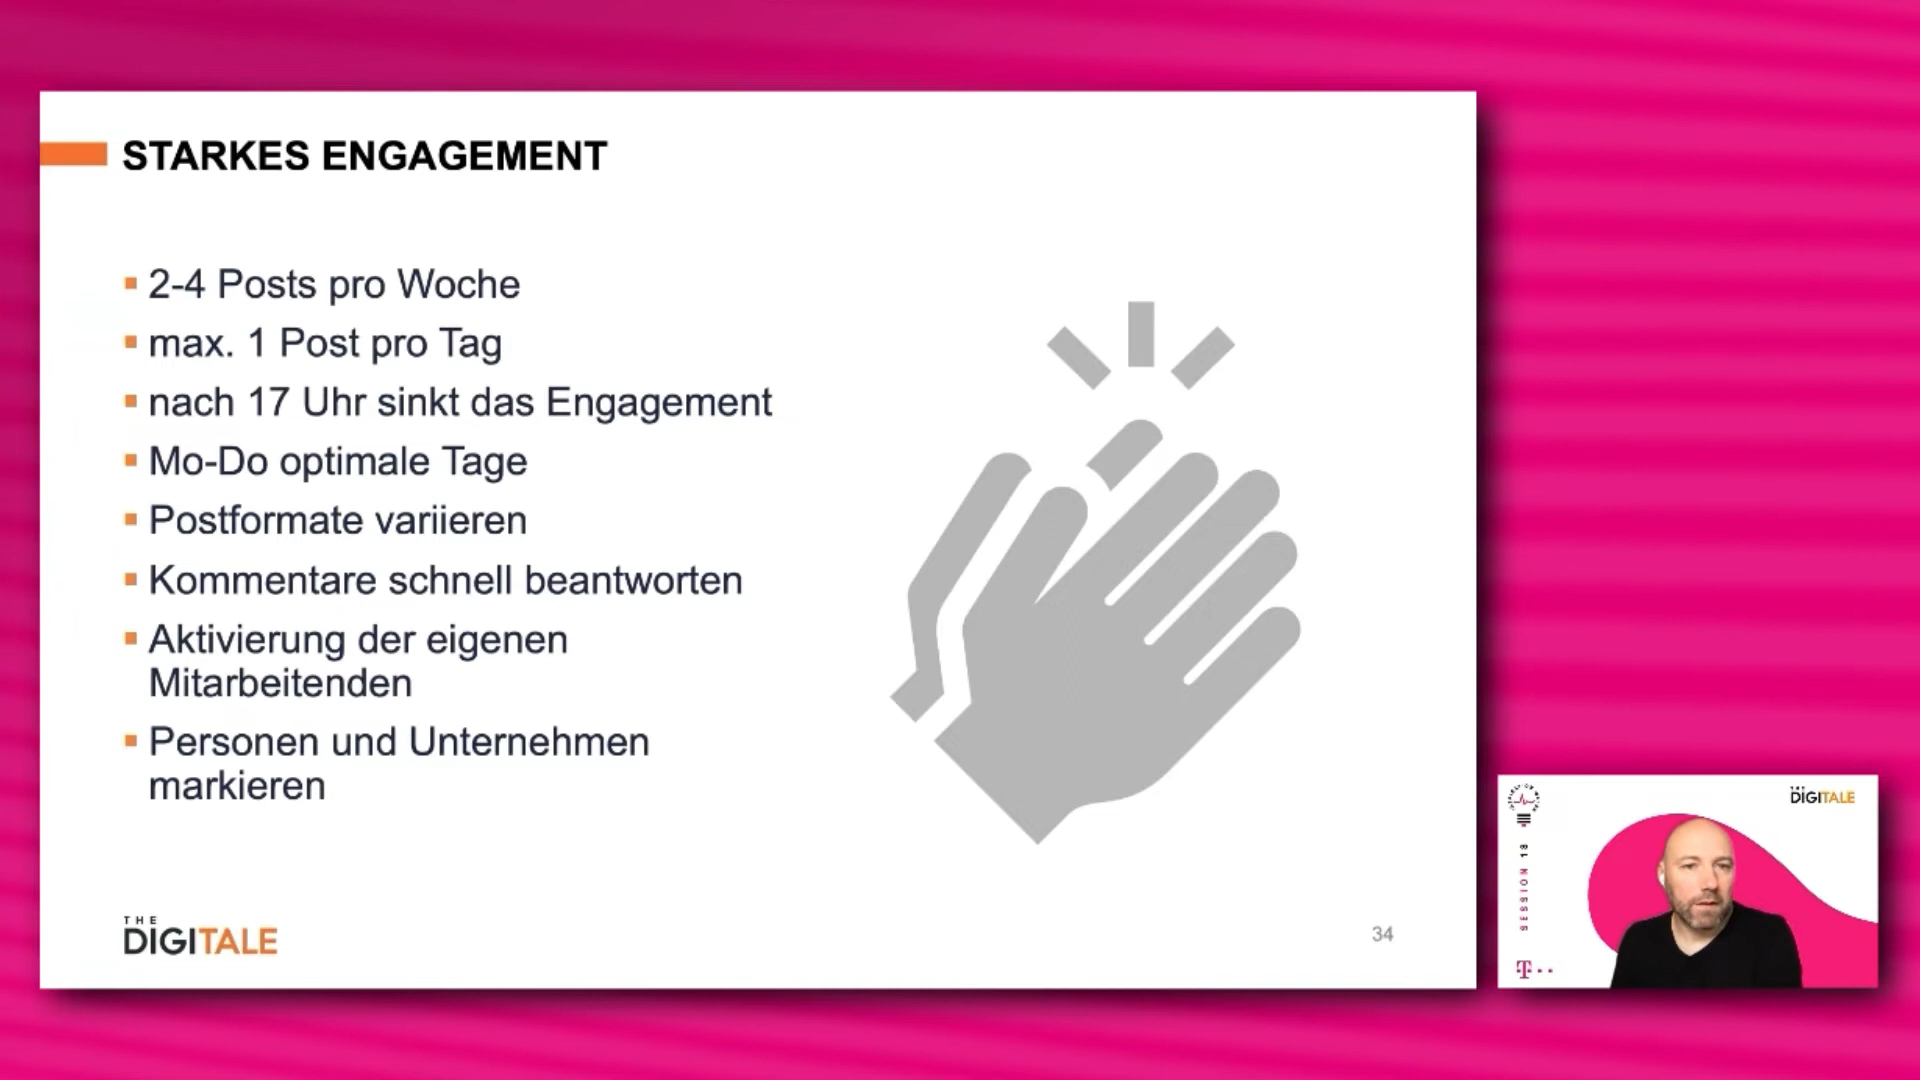 STARKES ENGAGEMENT
2-4 Posts pro Woche
max. 1 Post pro Tag
nach 17 Uhr sinkt das Engagement
Mo-Do optimale Tage
Postformate variieren
Kommentare schnell beantworten
Aktivierung der eigenen
Mitarbeitenden
Personen und Unternehmen
markieren
THE
DIGITALE
34
THE
DIGITALE
SESSION 18
T